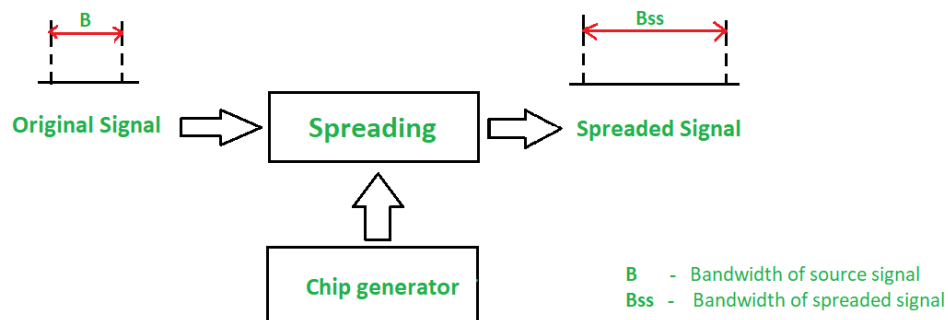 B
Bss
Original Signal
Spreading
Spreaded Signal
Chip generator
B - Bandwidth of source signal
Bss - Bandwidth of spreaded signal